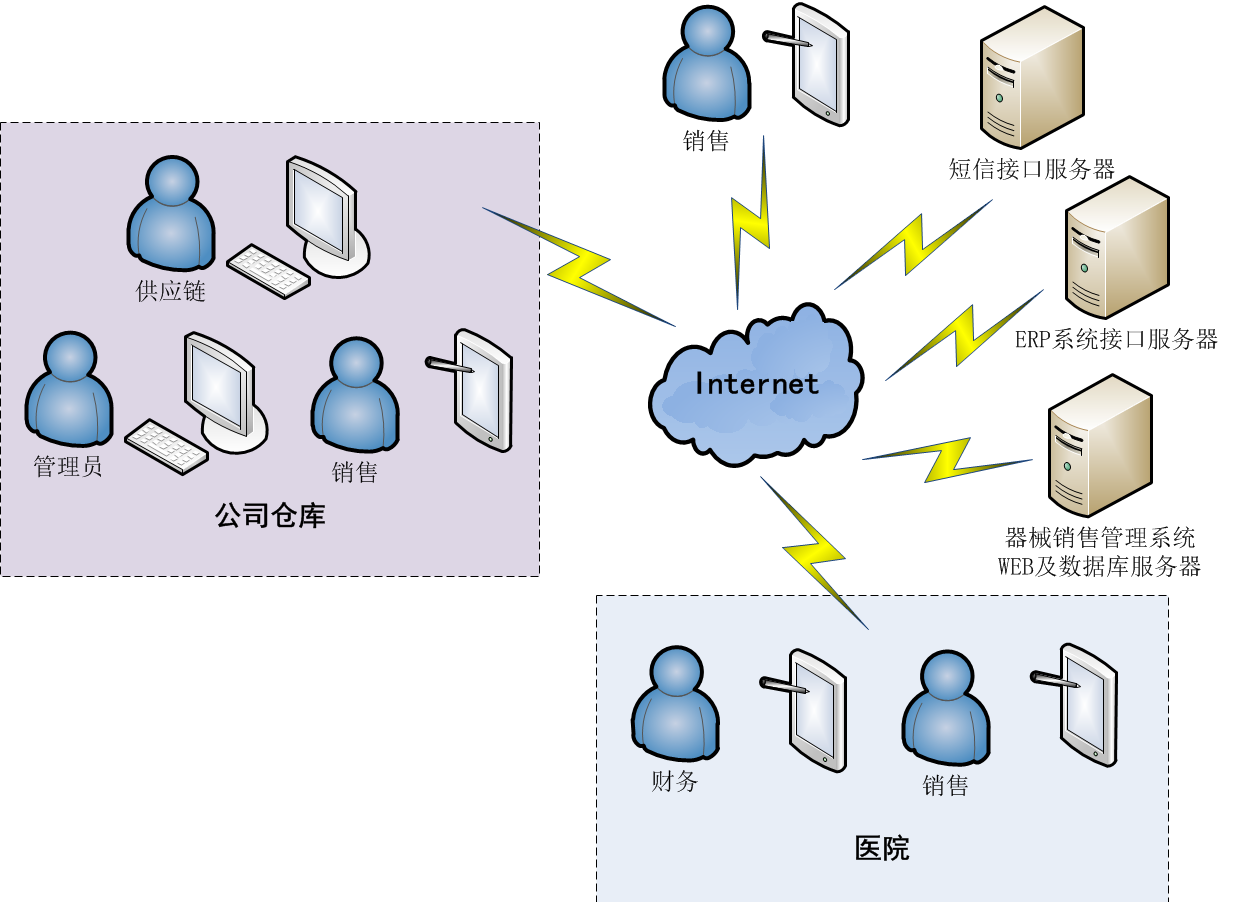 销售
短信接口服务器
供应链
ERP系统接口服务器
Internet
管理员
销售
公司仓库
器械销售管理系统
WEB及数据库服务器
财务
销售
医院